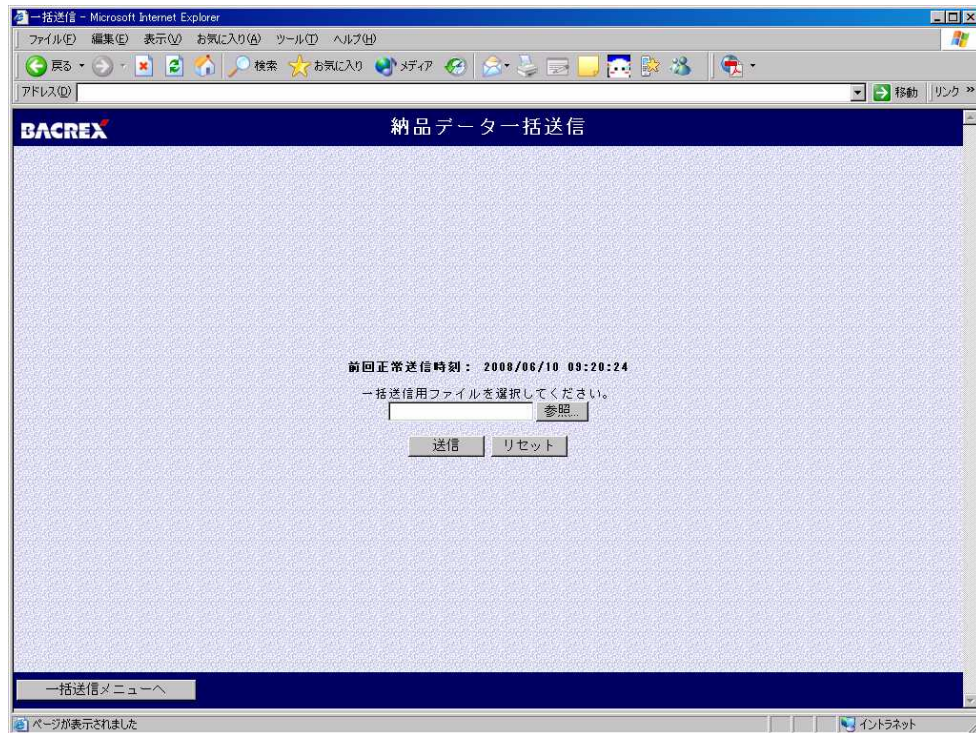 一括送信 - Microsoft Internet Explorer
ファイル(F) 編集(E) 表示(V) お気に入り(A) ツール(T) ヘルプ(H)
戻る 検索 お気に入り メディア
アドレス(D) 移動 リンク »
BACREX 納品データ一括送信
前回正常送信時刻： 2008/06/10 09:20:24
一括送信用ファイルを選択してください。
参照...
送信 リセット
一括送信メニューへ
ページが表示されました イントラネット